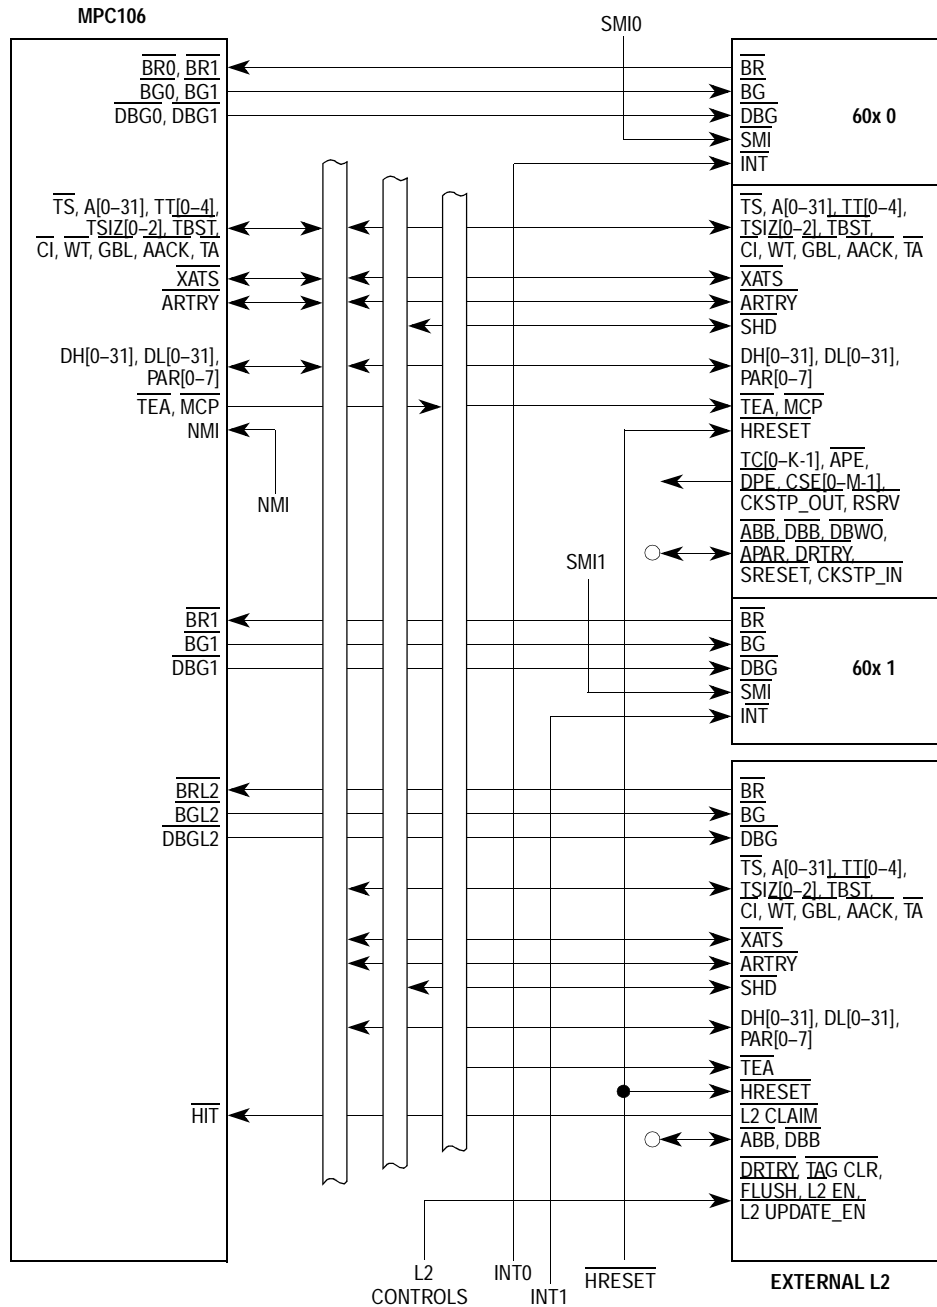 MPC106
SMI0
BR0, BR1
BG0, BG1
DBG0, DBG1
BR
BG
DBG
SMI
INT
60x 0
TS, A[0–31], TT[0–4],
TSIZ[0–2], TBST,
CI, WT, GBL, AACK, TA
XATS
ARTRY
DH[0–31], DL[0–31],
PAR[0–7]
TEA, MCP
NMI
NMI
TS, A[0–31], TT[0–4],
TSIZ[0–2], TBST,
CI, WT, GBL, AACK, TA
XATS
ARTRY
SHD
DH[0–31], DL[0–31],
PAR[0–7]
TEA, MCP
HRESET
TC[0–K-1], APE,
DPE, CSE[0–M-1],
CKSTP_OUT, RSRV
ABB, DBB, DBWO,
APAR, DRTRY,
SRESET, CKSTP_IN
SMI1
BR1
BG1
DBG1
BR
BG
DBG
SMI
INT
60x 1
BRL2
BGL2
DBGL2
HIT
BR
BG
DBG
TS, A[0–31], TT[0–4],
TSIZ[0–2], TBST,
CI, WT, GBL, AACK, TA
XATS
ARTRY
SHD
DH[0–31], DL[0–31],
PAR[0–7]
TEA
HRESET
L2 CLAIM
ABB, DBB
DRTRY, TAG CLR,
FLUSH, L2 EN,
L2 UPDATE_EN
L2
CONTROLS
INT0
INT1
HRESET
EXTERNAL L2